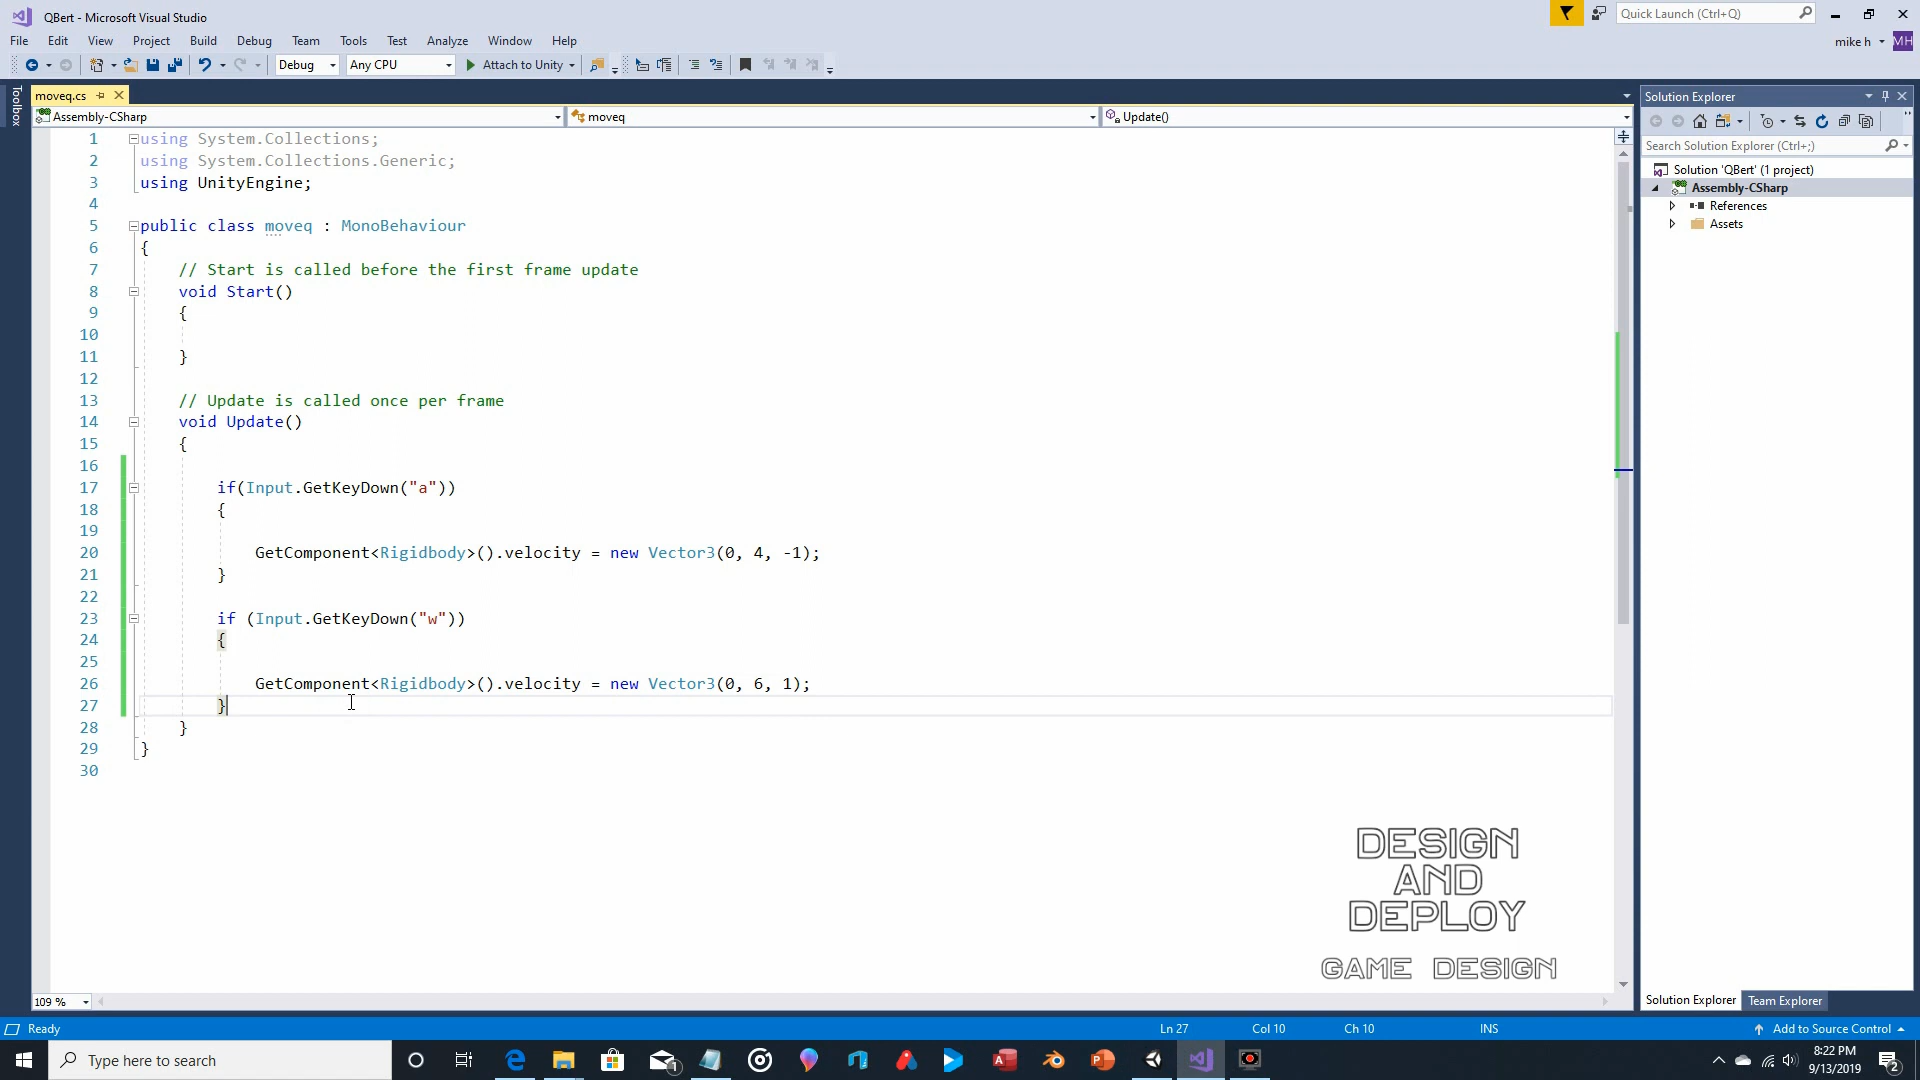 QBert - Microsoft Visual Studio
Quick Launch (Ctrl+Q)
File Edit View Project Build Debug Team Tools Test Analyze Window Help
mike h MH
Debug Any CPU Attach to Unity
Toolbox
moveq.cs
Assembly-CSharp moveq Update()
1 using System.Collections;
2 using System.Collections.Generic;
3 using UnityEngine;
4
5 public class moveq : MonoBehaviour
6 {
7 // Start is called before the first frame update
8 void Start()
9 {
10
11 }
12
13 // Update is called once per frame
14 void Update()
15 {
16
17 if(Input.GetKeyDown("a"))
18 {
19
20 GetComponent<Rigidbody>().velocity = new Vector3(0, 4, -1);
21 }
22
23 if (Input.GetKeyDown("w"))
24 {
25
26 GetComponent<Rigidbody>().velocity = new Vector3(0, 6, 1);
27 }
28 }
29 }
30
Solution Explorer
Search Solution Explorer (Ctrl+;)
Solution 'QBert' (1 project)
Assembly-CSharp
References
Assets
DESIGN
AND
DEPLOY
GAME DESIGN
109 %
Solution Explorer Team Explorer
Ready Ln 27 Col 10 Ch 10 INS Add to Source Control
Type here to search
1
8:22 PM
9/13/2019
2